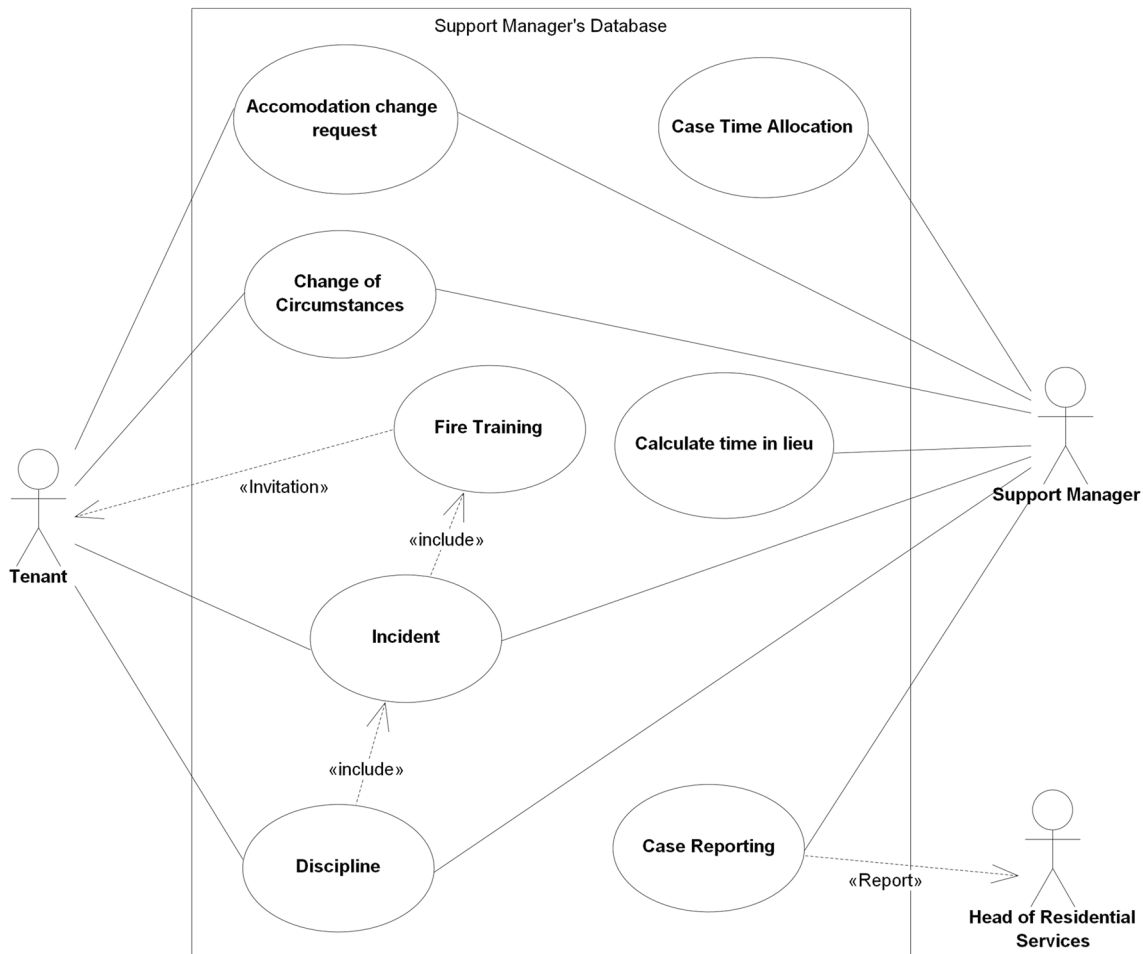 Support Manager's Database
Accomodation change
request
Case Time Allocation
Change of
Circumstances
Fire Training
Calculate time in lieu
«Invitation»
Support Manager
«include»
Tenant
Incident
«include»
Discipline
Case Reporting
«Report»
Head of Residential
Services